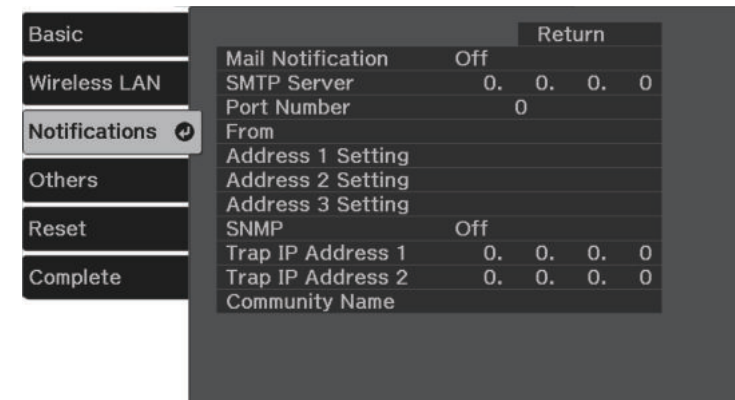 Basic
Wireless LAN
Notifications
Others
Reset
Complete
Return
Mail Notification Off
SMTP Server 0. 0. 0. 0
Port Number 0
From
Address 1 Setting
Address 2 Setting
Address 3 Setting
SNMP Off
Trap IP Address 1 0. 0. 0. 0
Trap IP Address 2 0. 0. 0. 0
Community Name